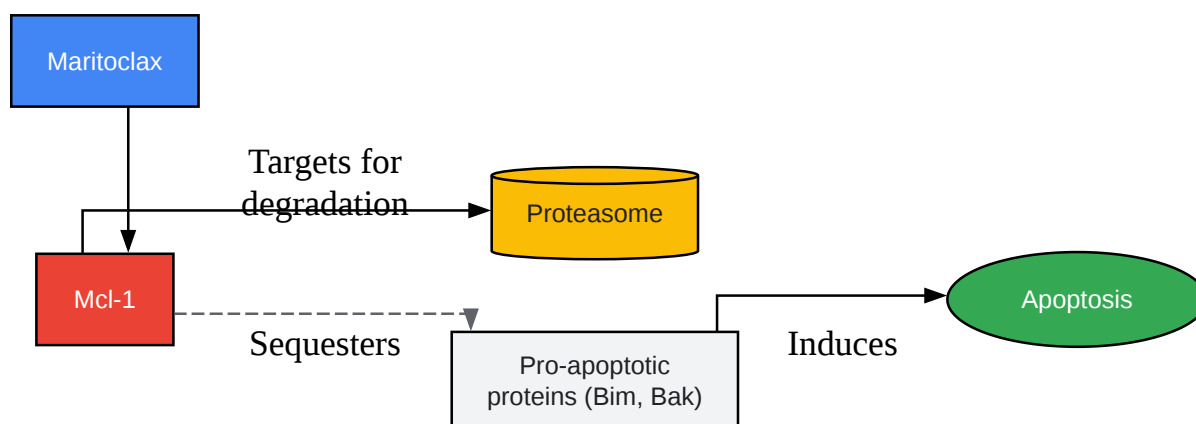 Maritoclax
Targets for
degradation
Proteasome
Mcl-1
Apoptosis
Sequesters
Induces
Pro-apoptotic
proteins (Bim, Bak)